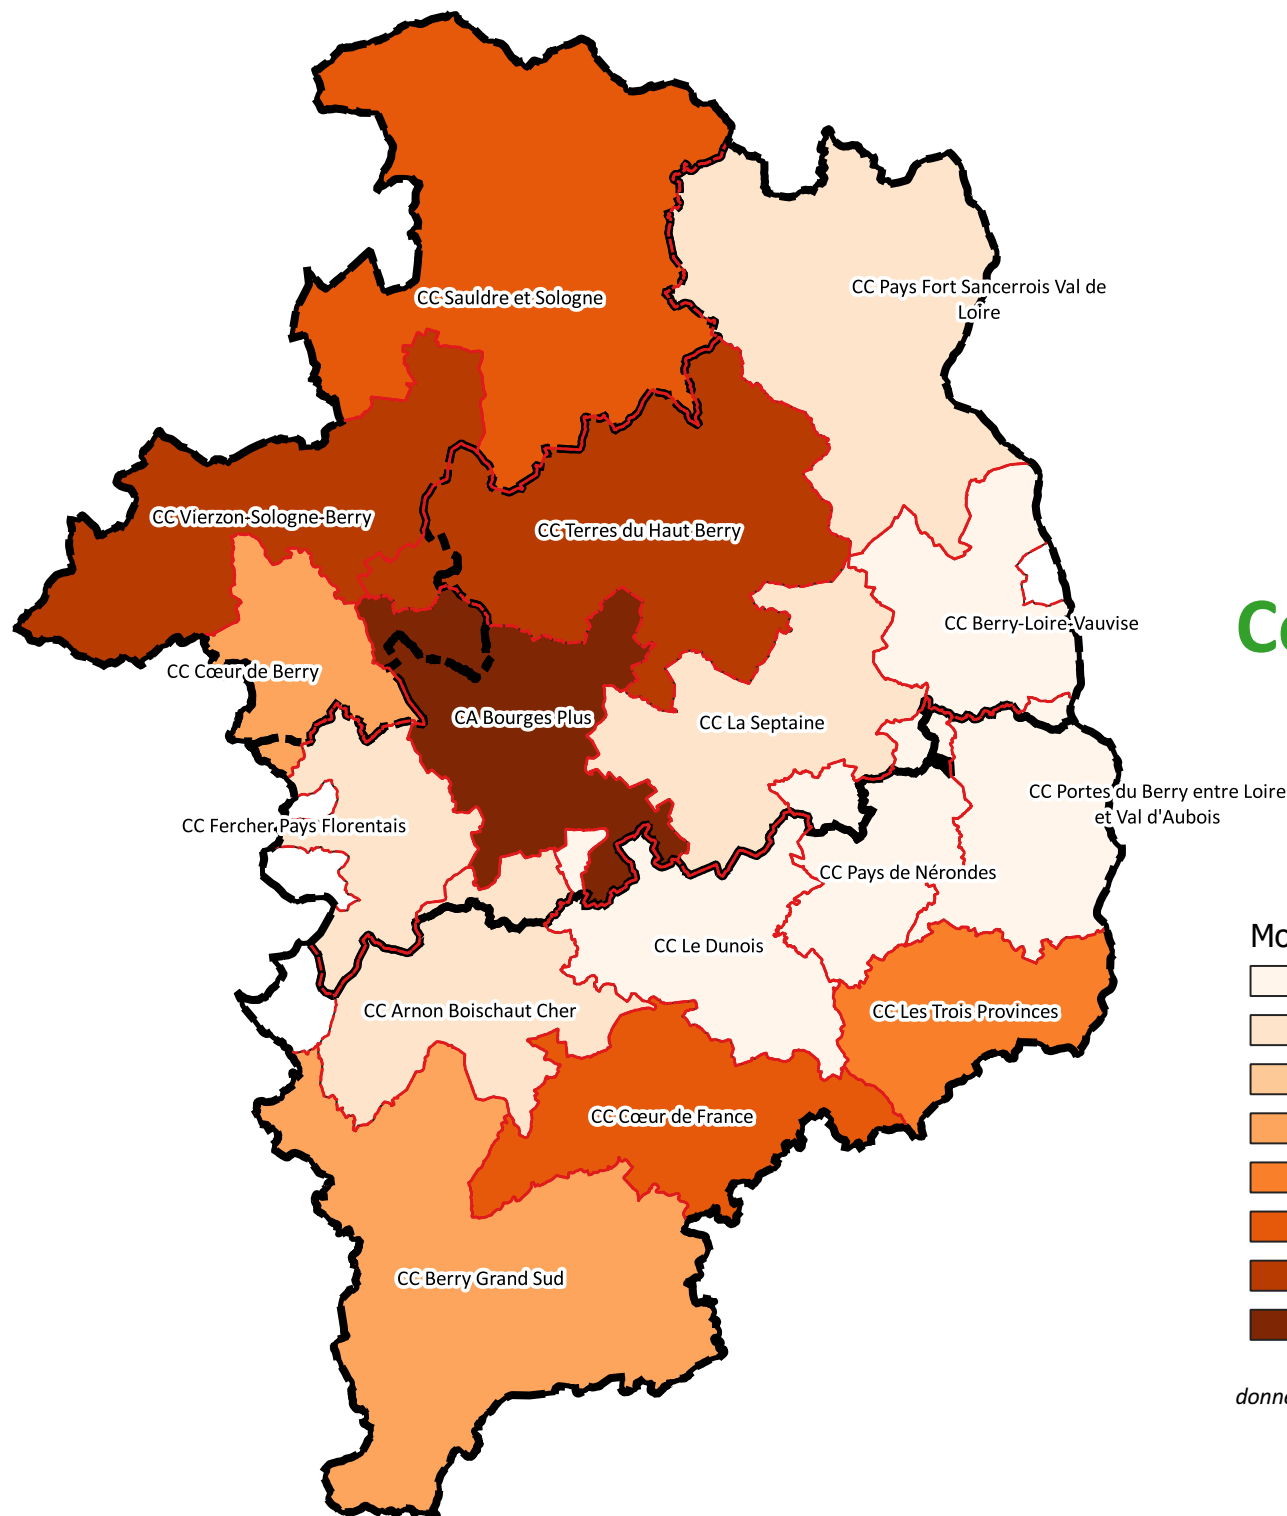 CC Sauldre et Sologne
CC Pays Fort Sancerrois Val de
Loire
CC Vierzon-Sologne-Berry
CC Terres du Haut Berry
CC Berry-Loire-Vauvise
CC Cœur de Berry
CA Bourges Plus
CC La Septaine
CC Portes du Berry entre Loire
et Val d'Aubois
CC Fercher Pays Florentais
CC Pays de Nérondes
CC Le Dunois
CC Arnon Boischaut Cher
CC Les Trois Provinces
CC Cœur de France
CC Berry Grand Sud